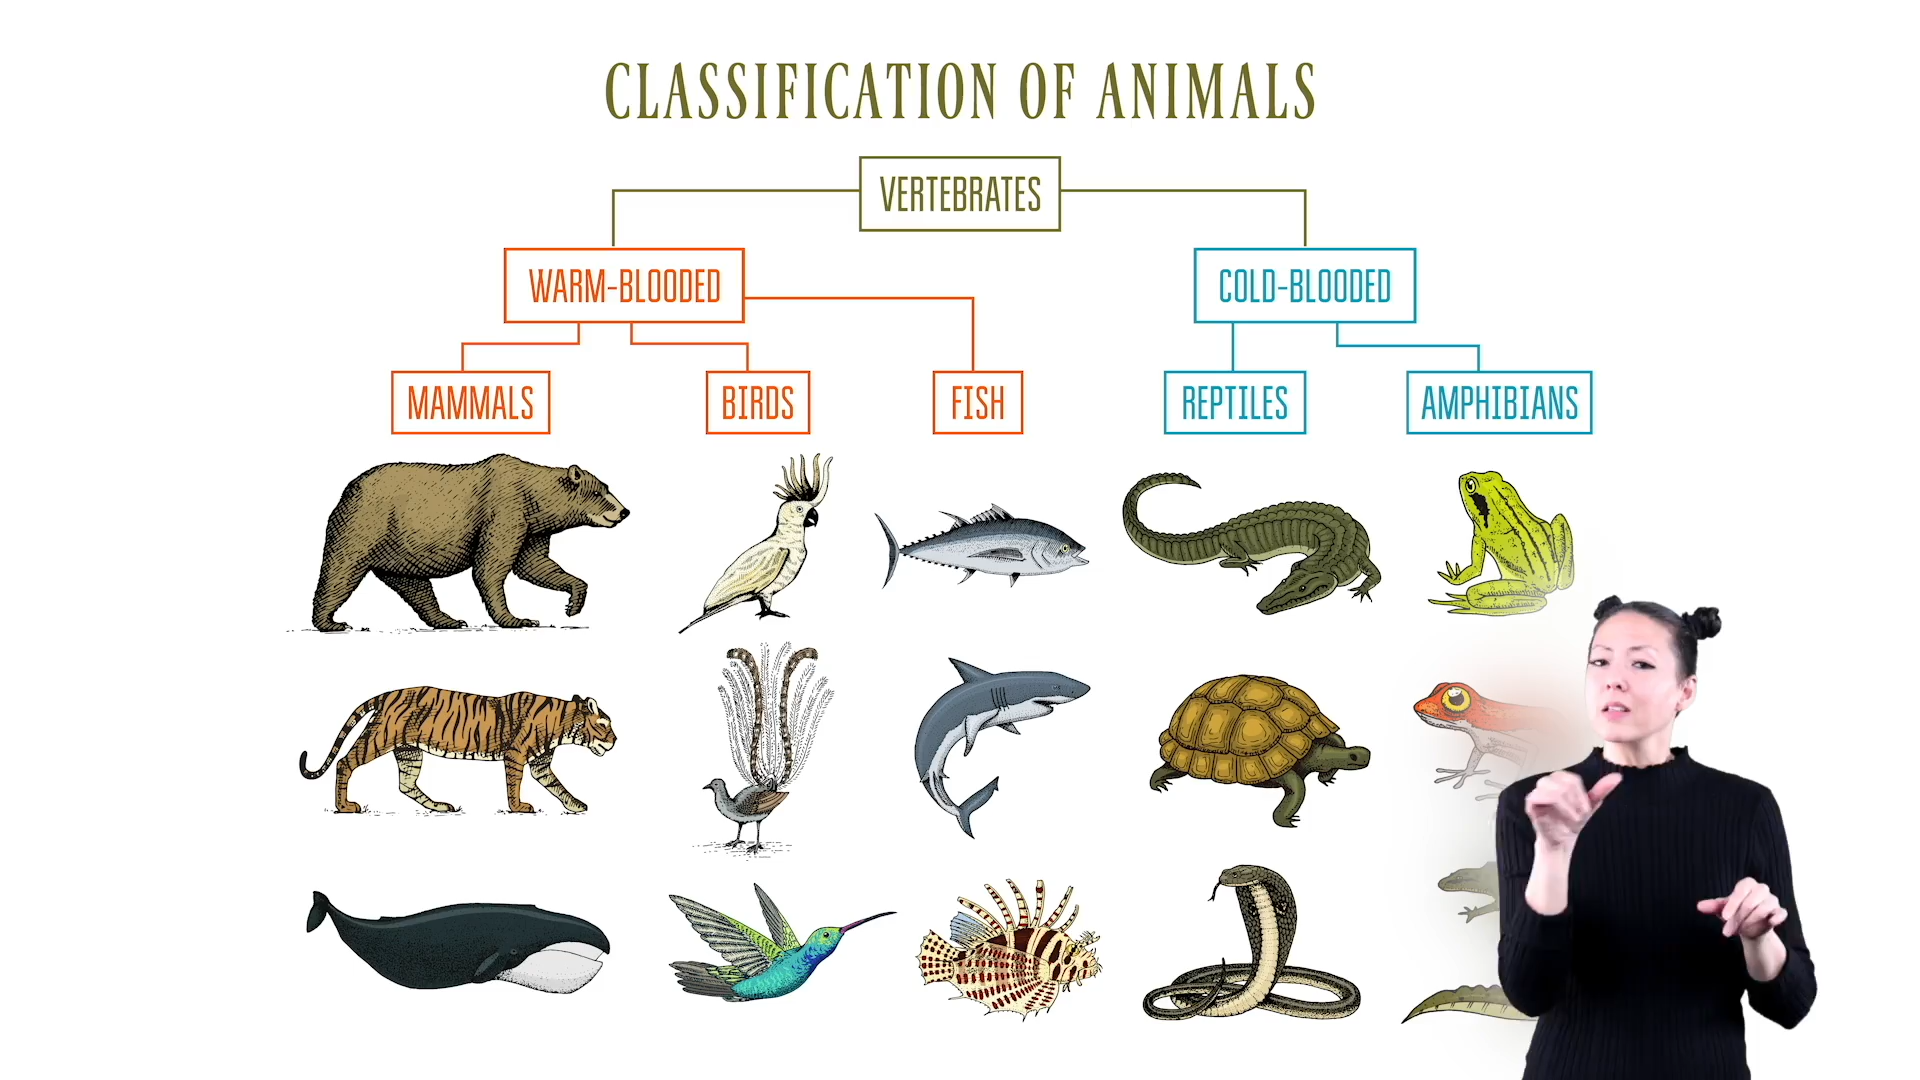 CLASSIFICATION OF ANIMALS
VERTEBRATES
WARM-BLOODED
COLD-BLOODED
MAMMALS
BIRDS
FISH
REPTILES
AMPHIBIANS